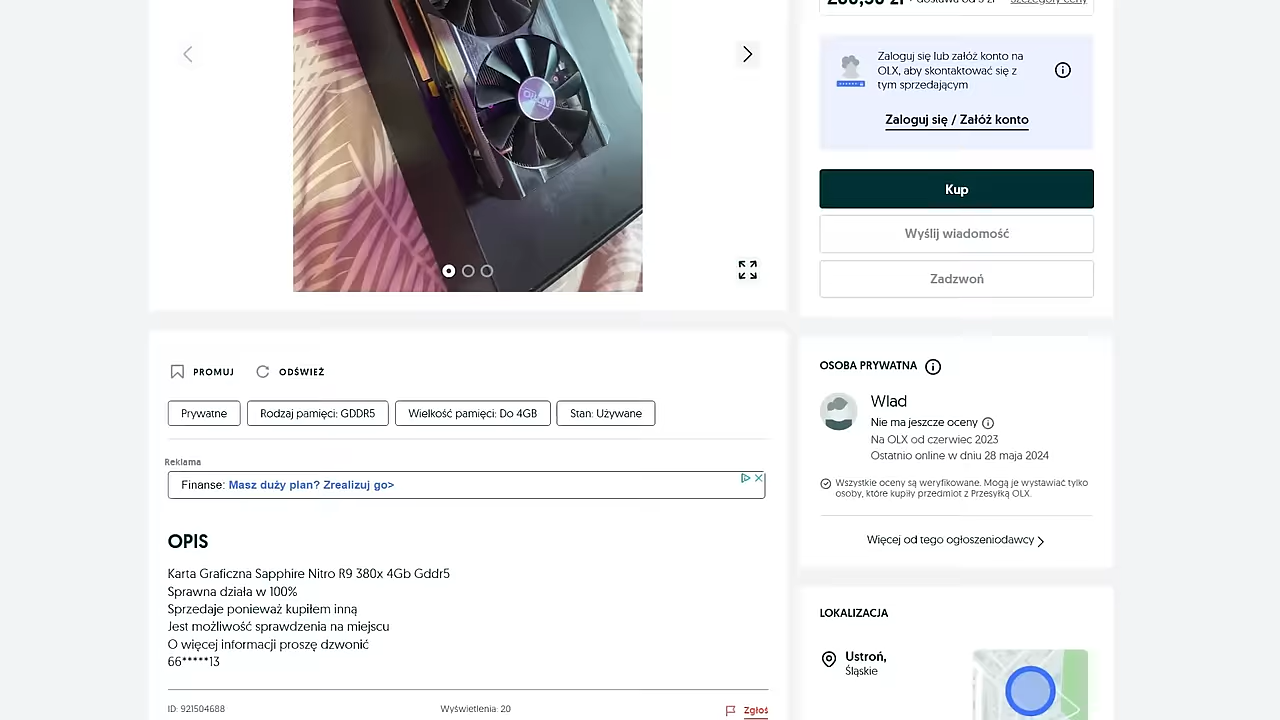 Zaloguj się lub załóż konto na
OLX, aby skontaktować się z
tym sprzedającym
Zaloguj się / Załóż konto
Kup
Wyślij wiadomość
Zadzwoń
PROMUJ
ODŚWIEŻ
Prywatne
Rodzaj pamięci: GDDR5
Wielkość pamięci: Do 4GB
Stan: Używane
Reklama
Finanse: Masz duży plan? Zrealizuj go>
OPIS
Karta Graficzna Sapphire Nitro R9 380x 4Gb Gddr5
Sprawna działa w 100%
Sprzedaje ponieważ kupiłem inną
Jest możliwość sprawdzenia na miejscu
O więcej informacji proszę dzwonić
66*****13
ID: 921504688
Wyświetlenia: 20
Zgłoś
OSOBA PRYWATNA
Wlad
Nie ma jeszcze oceny
Na OLX od czerwiec 2023
Ostatnio online w dniu 28 maja 2024
Wszystkie oceny są weryfikowane. Mogą je wystawiać tylko
osoby, które kupiły przedmiot z Przesyłką OLX.
Więcej od tego ogłoszeniodawcy
LOKALIZACJA
Ustroń,
Śląskie